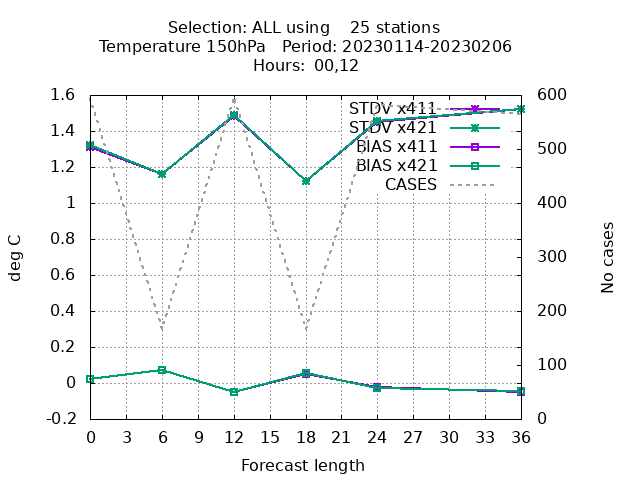 Selection: ALL using    25 stations
Temperature 150hPa   Period: 20230114-20230206
Hours: 00,12
1.6
1.4
1.2
1
0.8
0.6
0.4
0.2
0
-0.2
deg C
STDV x411
STDV x421
BIAS x411
BIAS x421
CASES
600
500
400
300
200
100
0
No cases
0 3 6 9 12 15 18 21 24 27 30 33 36
Forecast length